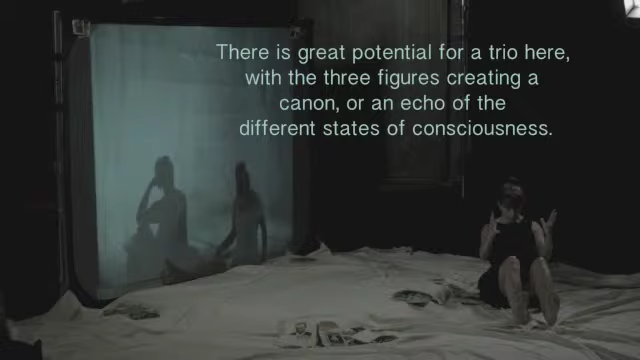 There is great potential for a trio here,
with the three figures creating a
canon, or an echo of the
different states of consciousness.